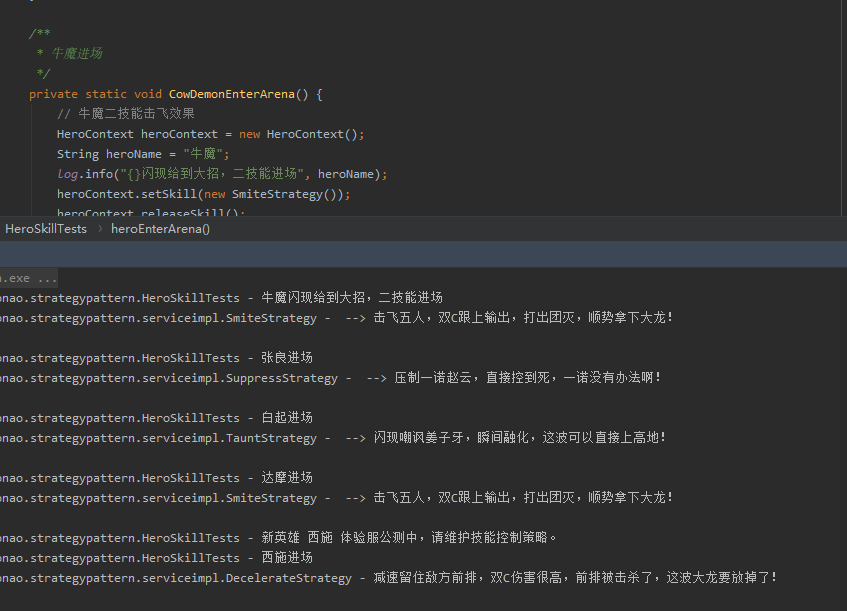 /**
* 牛魔进场
*/
private static void CowDemonEnterArena() {
// 牛魔二技能击飞效果
HeroContext heroContext = new HeroContext();
String heroName = "牛魔";
log.info("{}闪现给到大招，二技能进场", heroName);
heroContext.setSkill(new SmiteStrategy());
heroContext.releaseSkill();
HeroSkillTests › heroEnterArena()
.exe ...
onao.strategypattern.HeroSkillTests - 牛魔闪现给到大招，二技能进场
onao.strategypattern.serviceimpl.SmiteStrategy -  --> 击飞五人，双C跟上输出，打出团灭，顺势拿下大龙！
onao.strategypattern.HeroSkillTests - 张良进场
onao.strategypattern.serviceimpl.SuppressStrategy -  --> 压制一诺赵云，直接控到死，一诺没有办法啊！
onao.strategypattern.HeroSkillTests - 白起进场
onao.strategypattern.serviceimpl.TauntStrategy -  --> 闪现嘲讽姜子牙，瞬间融化，这波可以直接上高地！
onao.strategypattern.HeroSkillTests - 达摩进场
onao.strategypattern.serviceimpl.SmiteStrategy -  --> 击飞五人，双C跟上输出，打出团灭，顺势拿下大龙！
onao.strategypattern.HeroSkillTests - 新英雄 西施 体验服公测中，请维护技能控制策略。
onao.strategypattern.HeroSkillTests - 西施进场
onao.strategypattern.serviceimpl.DecelerateStrategy - 减速留住敌方前排，双C伤害很高，前排被击杀了，这波大龙要放掉了！